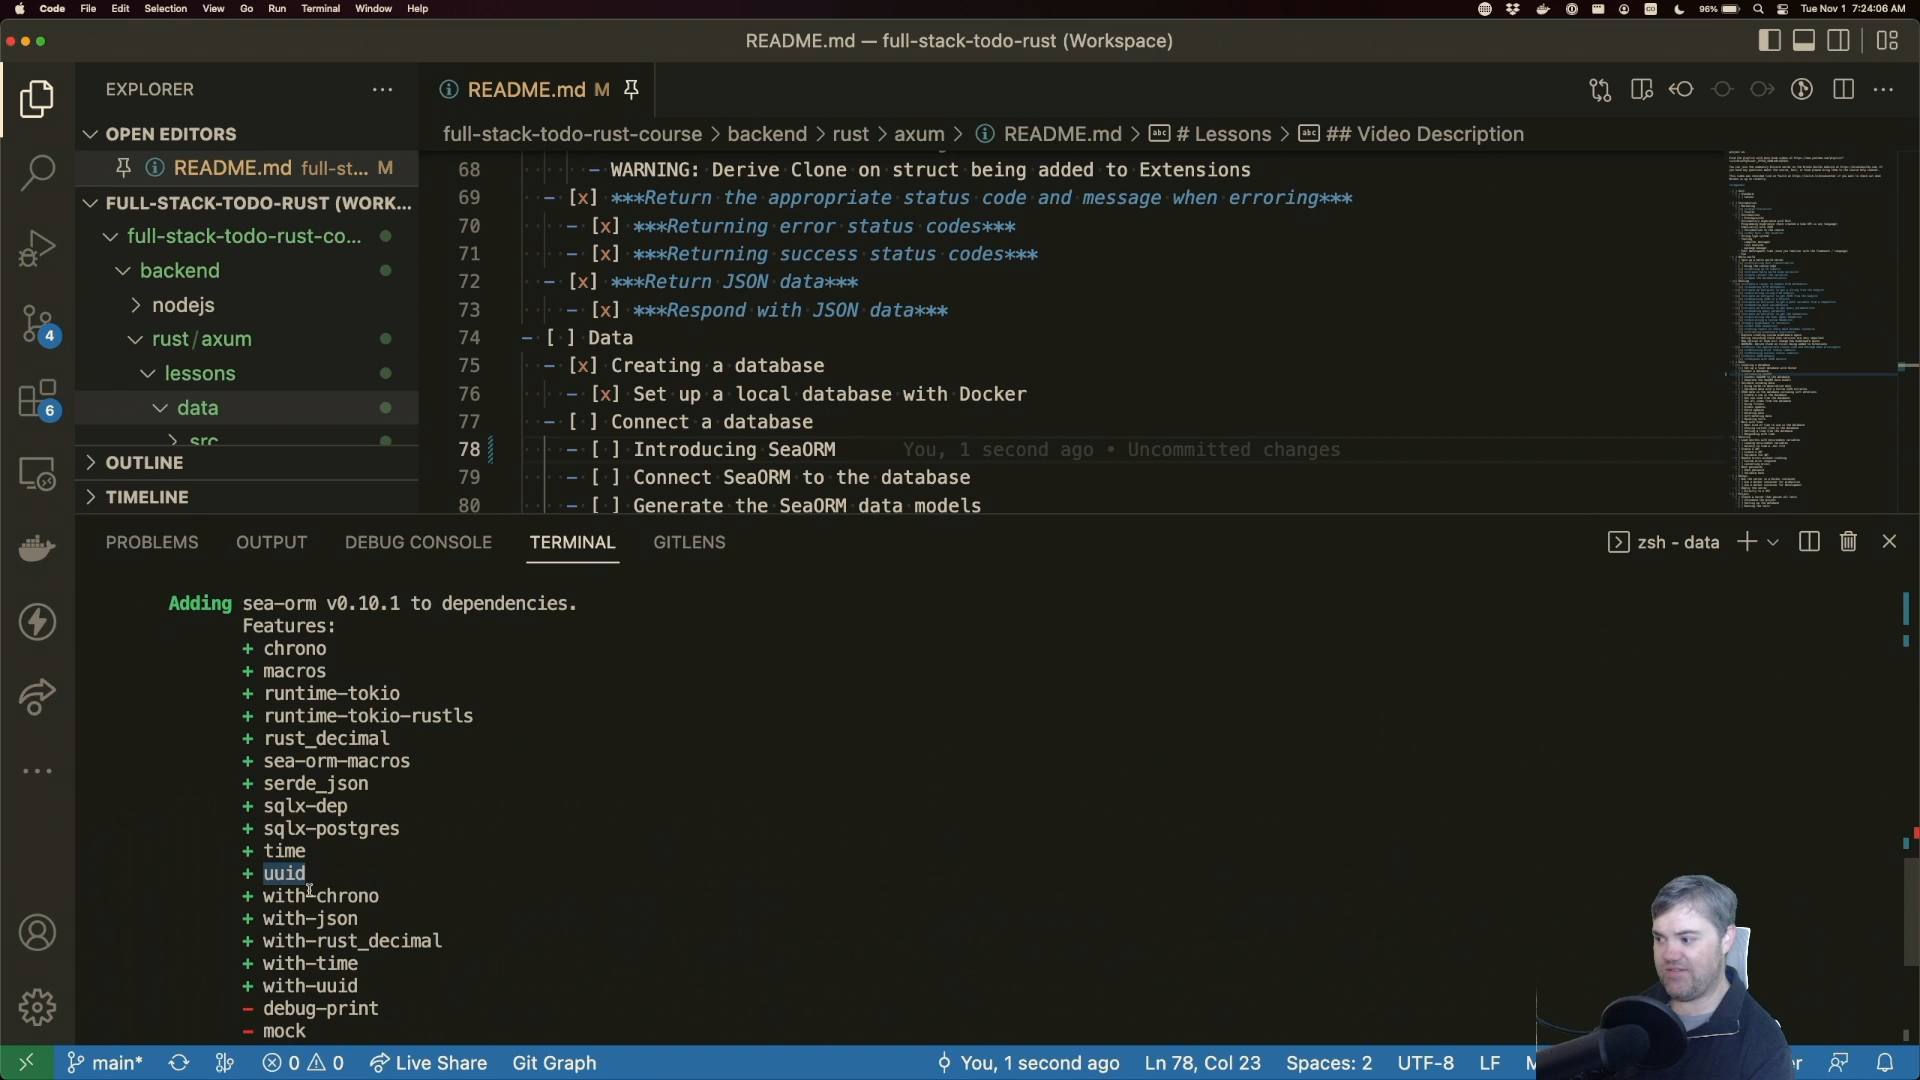 Code File Edit Selection View Go Run Terminal Window Help
96% Tue Nov 1 7:24:06 AM
README.md — full-stack-todo-rust (Workspace)
EXPLORER
README.md M
OPEN EDITORS
full-stack-todo-rust-course > backend > rust > axum > README.md > # Lessons > ## Video Description
README.md full-st... M
FULL-STACK-TODO-RUST (WORK...
full-stack-todo-rust-co...
backend
nodejs
rust/axum
lessons
data
src
OUTLINE
TIMELINE
68 - WARNING: Derive Clone on struct being added to Extensions
69 - [x] ***Return the appropriate status code and message when erroring***
70 - [x] ***Returning error status codes***
71 - [x] ***Returning success status codes***
72 - [x] ***Return JSON data***
73 - [x] ***Respond with JSON data***
74 - [ ] Data
75 - [x] Creating a database
76 - [x] Set up a local database with Docker
77 - [ ] Connect a database
78 - [ ] Introducing SeaORM You, 1 second ago • Uncommitted changes
79 - [ ] Connect SeaORM to the database
80 - [ ] Generate the SeaORM data models
4
6
PROBLEMS OUTPUT DEBUG CONSOLE TERMINAL GITLENS
zsh - data
Adding sea-orm v0.10.1 to dependencies.
Features:
+ chrono
+ macros
+ runtime-tokio
+ runtime-tokio-rustls
+ rust_decimal
+ sea-orm-macros
+ serde_json
+ sqlx-dep
+ sqlx-postgres
+ time
+ uuid
+ with-chrono
+ with-json
+ with-rust_decimal
+ with-time
+ with-uuid
- debug-print
- mock
main* 0 0 Live Share Git Graph
You, 1 second ago Ln 78, Col 23 Spaces: 2 UTF-8 LF